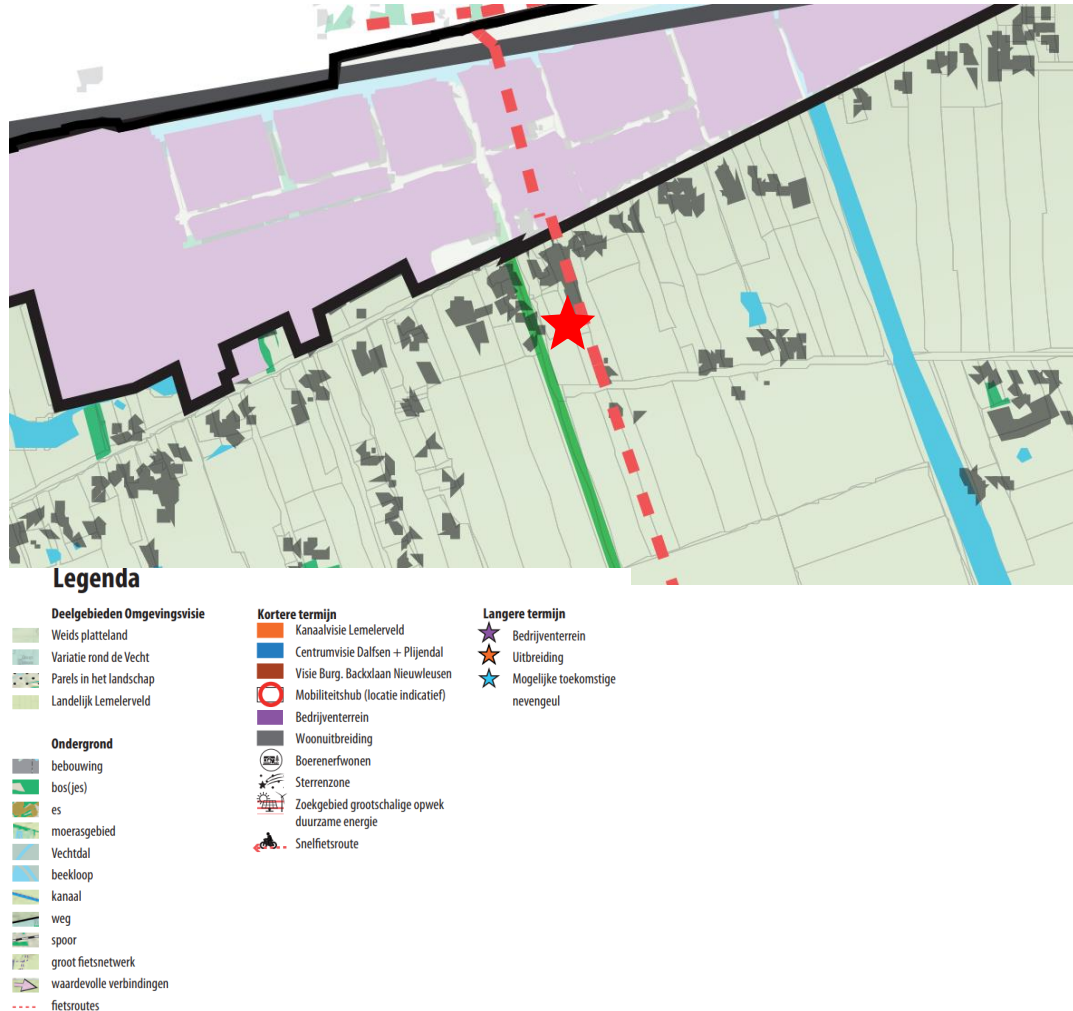 Legenda
Deelgebieden Omgevingsvisie
Weids platteland
Variatie rond de Vecht
Parels in het landschap
Landelijk Lemelerveld
Ondergrond
bebouwing
bos(jes)
es
moerasgebied
Vechtdal
beekloop
kanaal
weg
spoor
groot fietsnetwerk
waardevolle verbindingen
fietsroutes
Kortere termijn
Kanaalvisie Lemelerveld
Centrumvisie Dalfsen + Plijendal
Visie Burg. Backxlaan Nieuwleusen
Mobiliteitshub (locatie indicatief)
Bedrijventerrein
Woonuitbreiding
Boerenerfwonen
Sterrenzone
Zoekgebied grootschalige opwek
duurzame energie
Snelfietsroute
Langere termijn
Bedrijventerrein
Uitbreiding
Mogelijke toekomstige
nevengeul